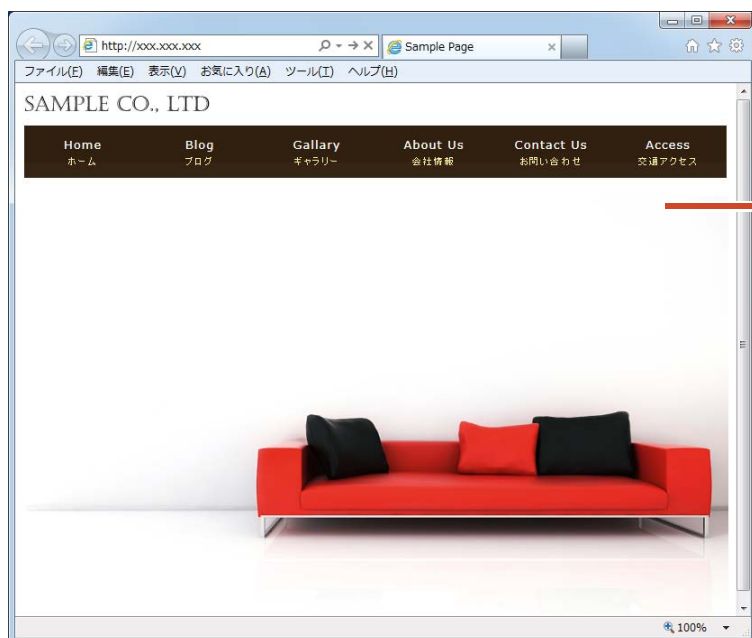 http://xxx.xxx.xxx
Sample Page
ファイル(F) 編集(E) 表示(V) お気に入り(A) ツール(T) ヘルプ(H)
SAMPLE CO., LTD
Home Blog Gallary About Us Contact Us Access
ホーム ブログ ギャラリー 会社情報 お問い合わせ 交通アクセス
100%